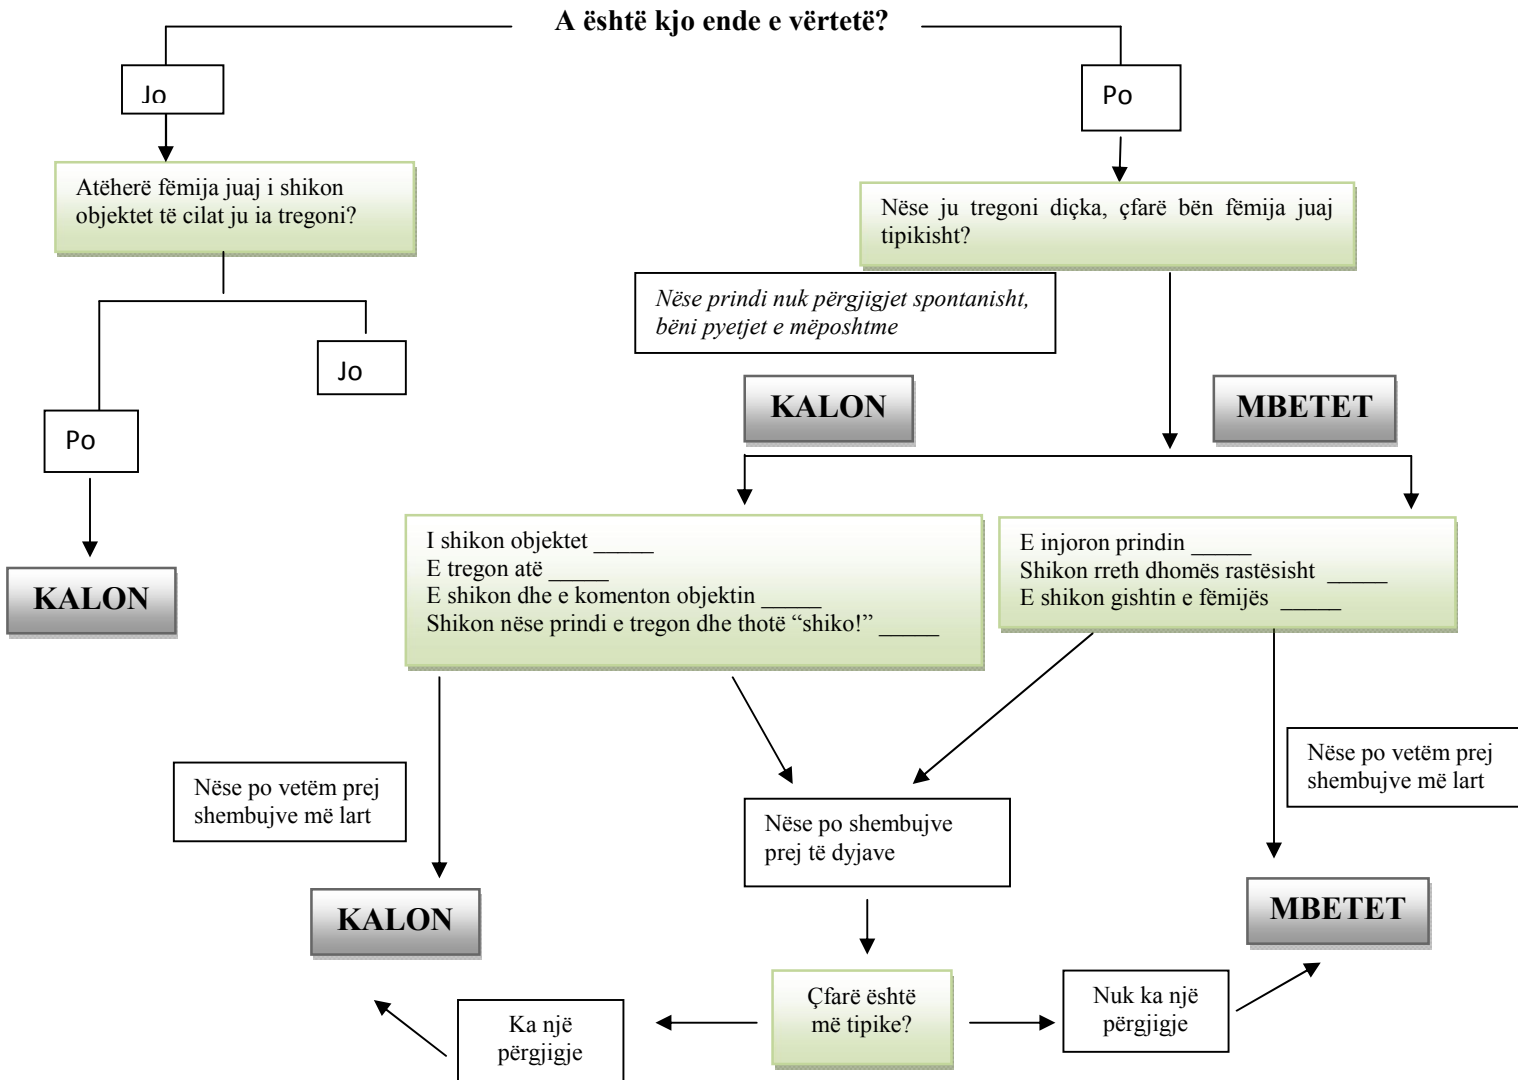 A është kjo ende e vërtetë?
Jo
Po
Atëherë fëmija juaj i shikon
objektet të cilat ju ia tregoni?
Nëse ju tregoni diçka, çfarë bën fëmija juaj
tipikisht?
Nëse prindi nuk përgjigjet spontanisht,
bëni pyetjet e mëposhtme
Jo
Po
KALON
MBETET
KALON
I shikon objektet _____
E tregon atë _____
E shikon dhe e komenton objektin _____
Shikon nëse prindi e tregon dhe thotë “shiko!” _____
E injoron prindin _____
Shikon rreth dhomës rastësisht _____
E shikon gishtin e fëmijës _____
Nëse po vetëm prej
shembujve më lart
Nëse po shembujve
prej të dyjave
Nëse po vetëm prej
shembujve më lart
KALON
MBETET
Çfarë është
më tipike?
Ka një
përgjigje
Nuk ka një
përgjigje